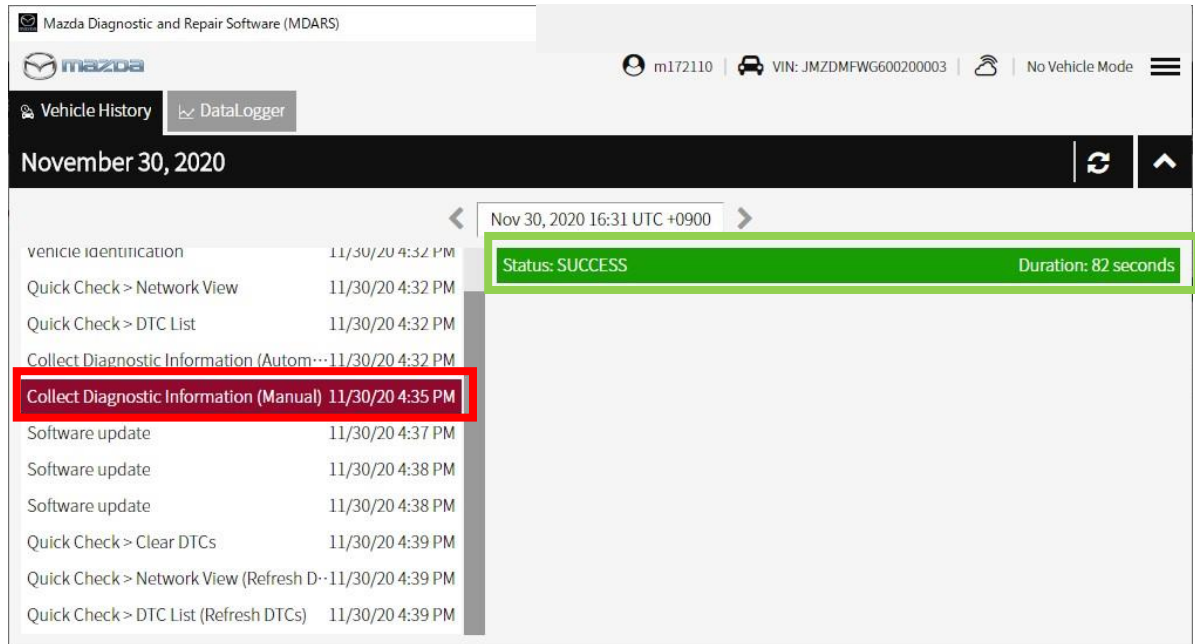 Mazda Diagnostic and Repair Software (MDARS)
mazda m172110 | VIN: JMZDMFWG600200003 | | No Vehicle Mode
Vehicle History DataLogger
November 30, 2020
Nov 30, 2020 16:31 UTC +0900
Vehicle Identification 11/30/20 4:32 PM
Status: SUCCESS Duration: 82 seconds
Quick Check > Network View 11/30/20 4:32 PM
Quick Check > DTC List 11/30/20 4:32 PM
Collect Diagnostic Information (Autom··· 11/30/20 4:32 PM
Collect Diagnostic Information (Manual) 11/30/20 4:35 PM
Software update 11/30/20 4:37 PM
Software update 11/30/20 4:38 PM
Software update 11/30/20 4:38 PM
Quick Check > Clear DTCs 11/30/20 4:39 PM
Quick Check > Network View (Refresh D·· 11/30/20 4:39 PM
Quick Check > DTC List (Refresh DTCs) 11/30/20 4:39 PM